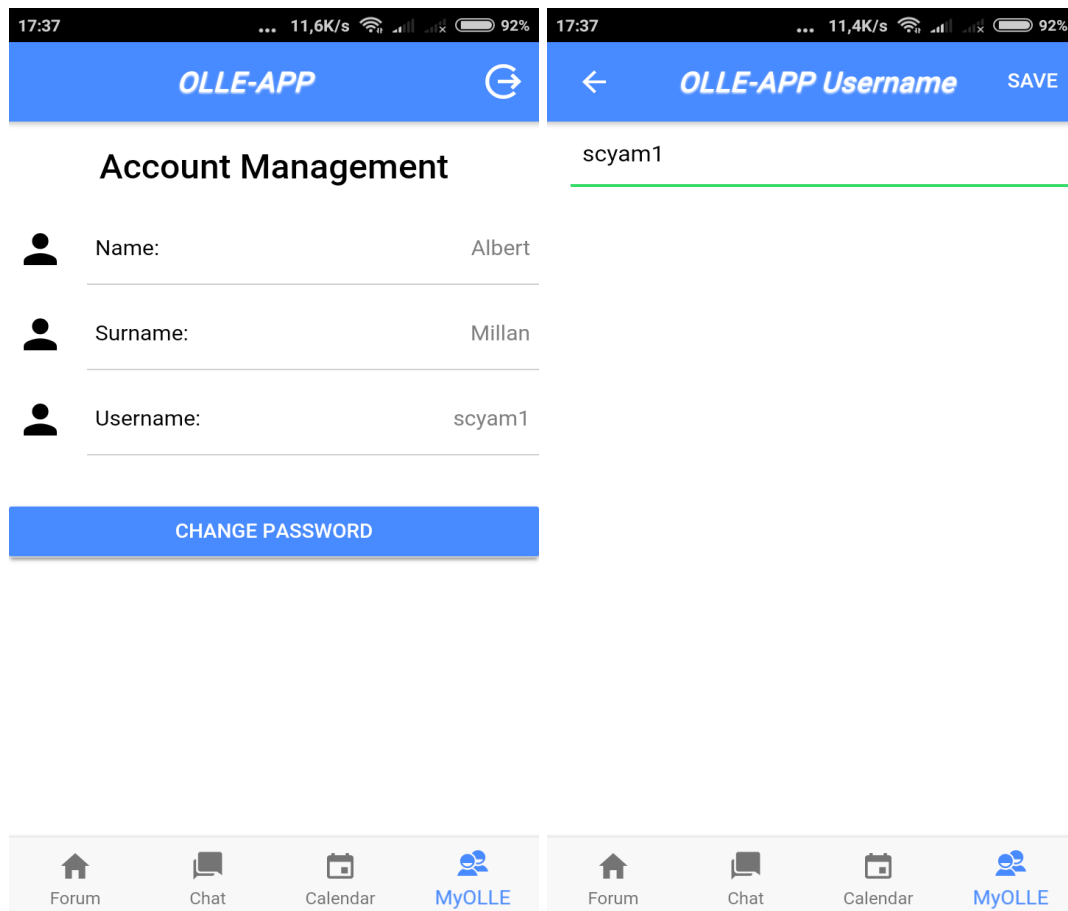 17:37 ... 11,6K/s 92%
OLLE-APP
Account Management
Name: Albert
Surname: Millan
Username: scyam1
CHANGE PASSWORD
Forum Chat Calendar MyOLLE
17:37 ... 11,4K/s 92%
OLLE-APP Username SAVE
scyam1
Forum Chat Calendar MyOLLE